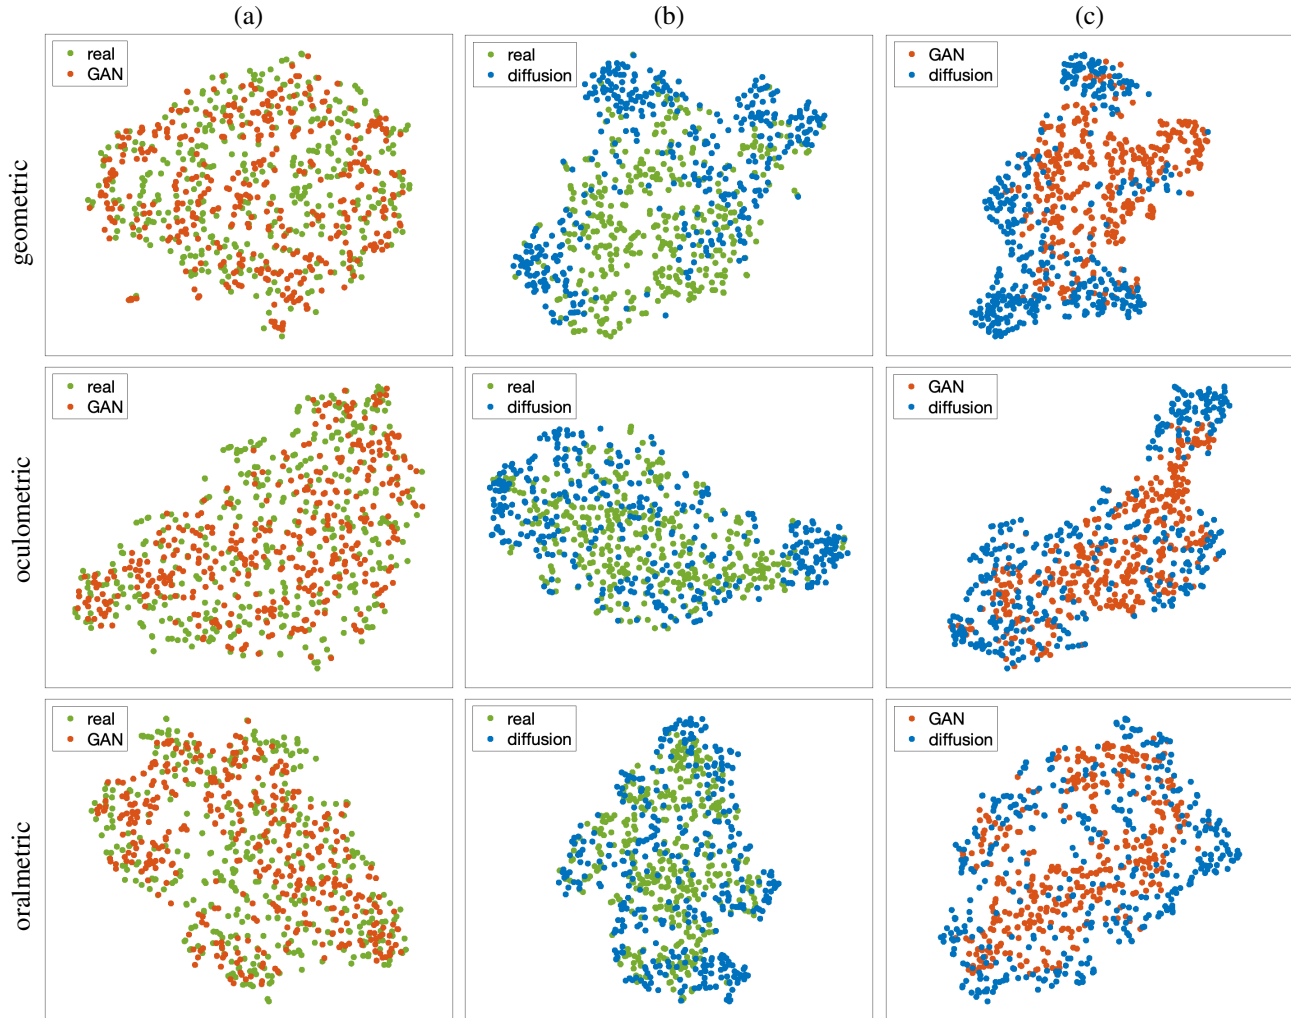 (a)
(b)
(c)
geometric
real
GAN
real
diffusion
GAN
diffusion
oculometric
real
GAN
real
diffusion
GAN
diffusion
oralmetric
real
GAN
real
diffusion
GAN
diffusion